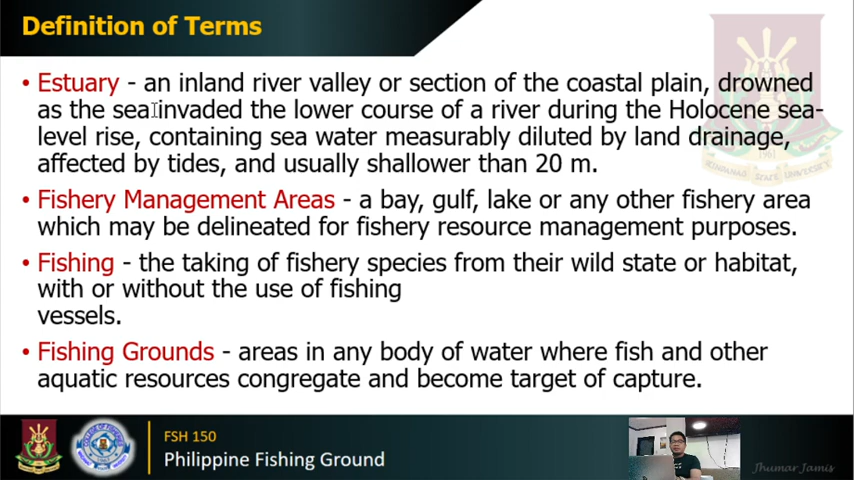 Definition of Terms
• Estuary - an inland river valley or section of the coastal plain, drowned
as the sea invaded the lower course of a river during the Holocene sea-
level rise, containing sea water measurably diluted by land drainage,
affected by tides, and usually shallower than 20 m.
• Fishery Management Areas - a bay, gulf, lake or any other fishery area
which may be delineated for fishery resource management purposes.
• Fishing - the taking of fishery species from their wild state or habitat,
with or without the use of fishing
vessels.
• Fishing Grounds - areas in any body of water where fish and other
aquatic resources congregate and become target of capture.
FSH 150
Philippine Fishing Ground
Jhumar Jamis